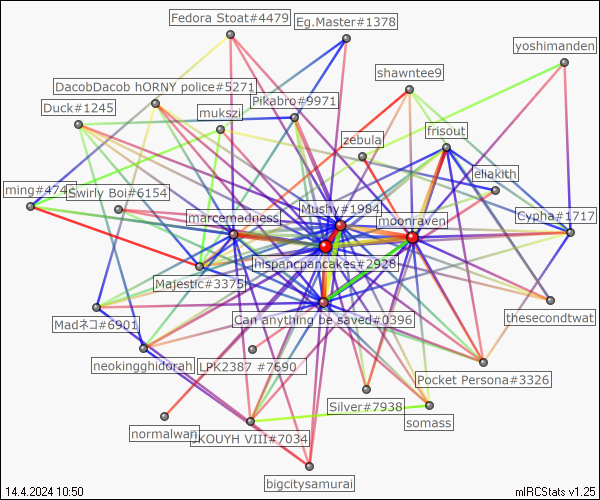 Fedora Stoat#4479
Eg.Master#1378
yoshimanden
shawntee9
DacobDacob hORNY police#5271
Pikabro#9971
Duck#1245
mukszi
frisout
zebula
eliakith
ming#474
Swirly Boi#6154
Mushy#1984
marcemadness
moonraven
Cypha#1717
hispancpancakes#2928
Majestic#3375
thesecondtwat
Madネコ#6901
Can anything be saved#0396
neokingghidorah
LPK2387 #7690
Pocket Persona#3326
Silver#7938
somass
normalwan
KOUYH VIII#7034
bigcitysamurai
14.4.2024 10:50
mIRCStats v1.25